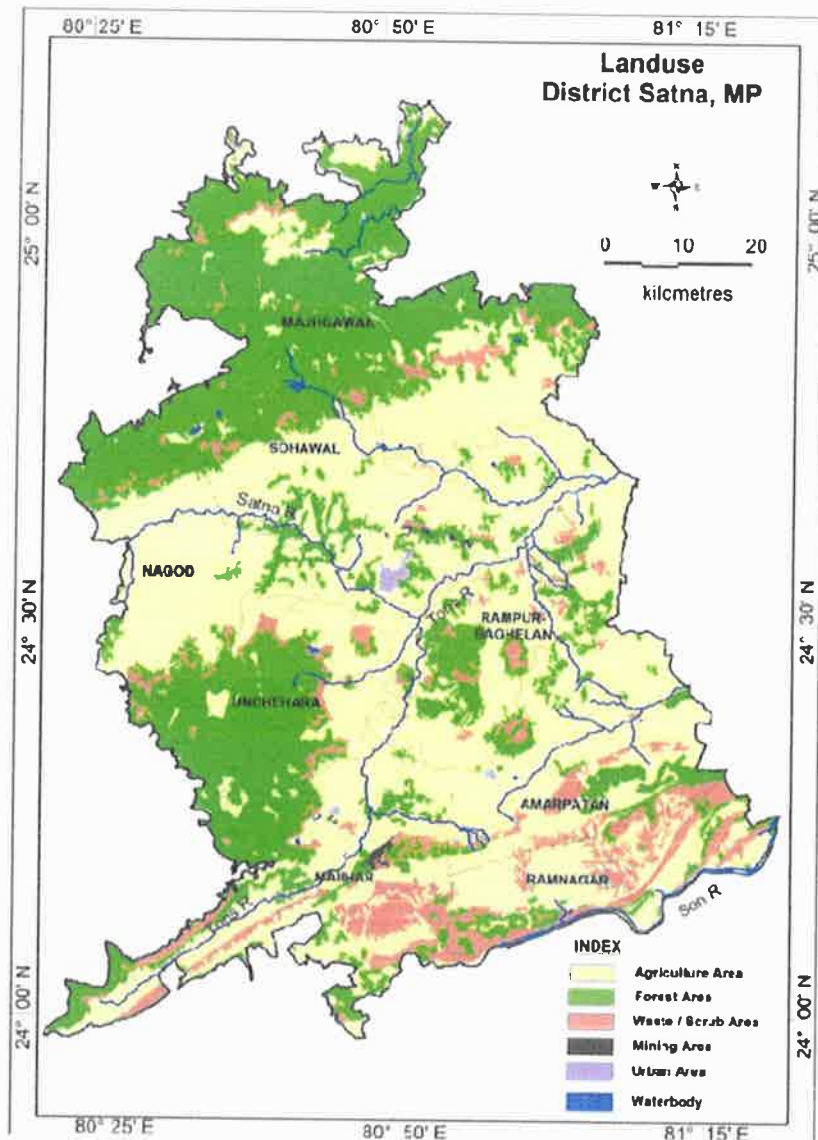 80° 25' E 80° 50' E 81° 15' E
Landuse
District Satna, MP
N
W E
S
25° 00' N
25° 00' N
0 10 20
kilometres
MAJHGAWAN
SOHAWAL
Satna R
NAGOD
24° 30' N
24° 30' N
Tons R
RAMPUR-
BAGHELAN
UNCHEHARA
AMARPATAN
MAIHAR
RAMNAGAR
Tons R
Son R
24° 00' N
24° 00' N
INDEX
Agriculture Area
Forest Area
Waste / Scrub Area
Mining Area
Urban Area
Waterbody
80° 25' E 80° 50' E 81° 15' E